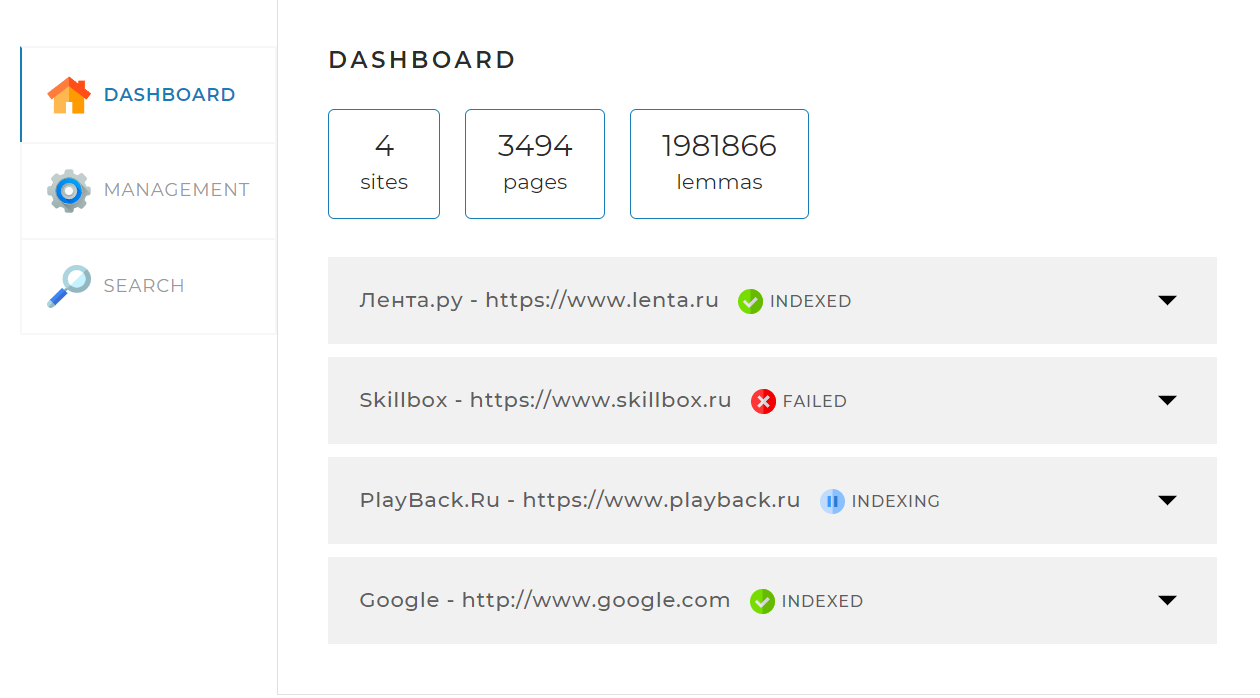 DASHBOARD
MANAGEMENT
SEARCH
DASHBOARD
4
sites
3494
pages
1981866
lemmas
Лента.ру - https://www.lenta.ru INDEXED
Skillbox - https://www.skillbox.ru FAILED
PlayBack.Ru - https://www.playback.ru INDEXING
Google - http://www.google.com INDEXED